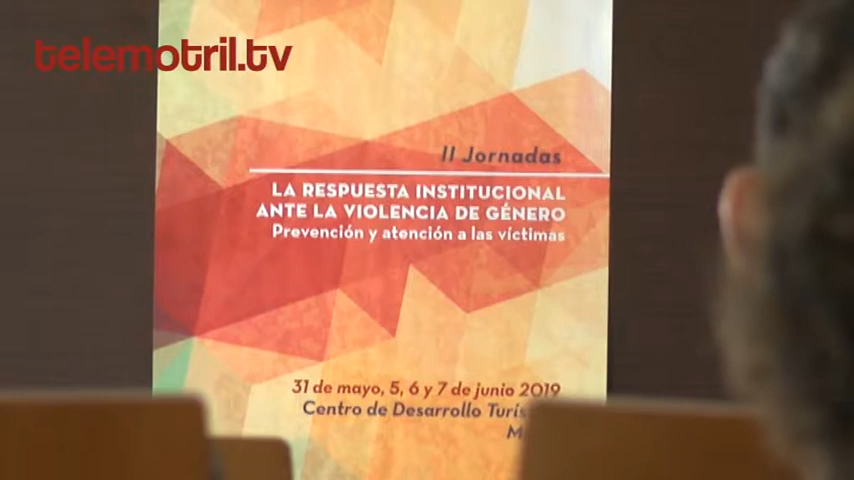 telemotril.tv
II Jornadas
LA RESPUESTA INSTITUCIONAL
ANTE LA VIOLENCIA DE GÉNERO
Prevención y atención a las víctimas
31 de mayo, 5, 6 y 7 de junio 2019
Centro de Desarrollo